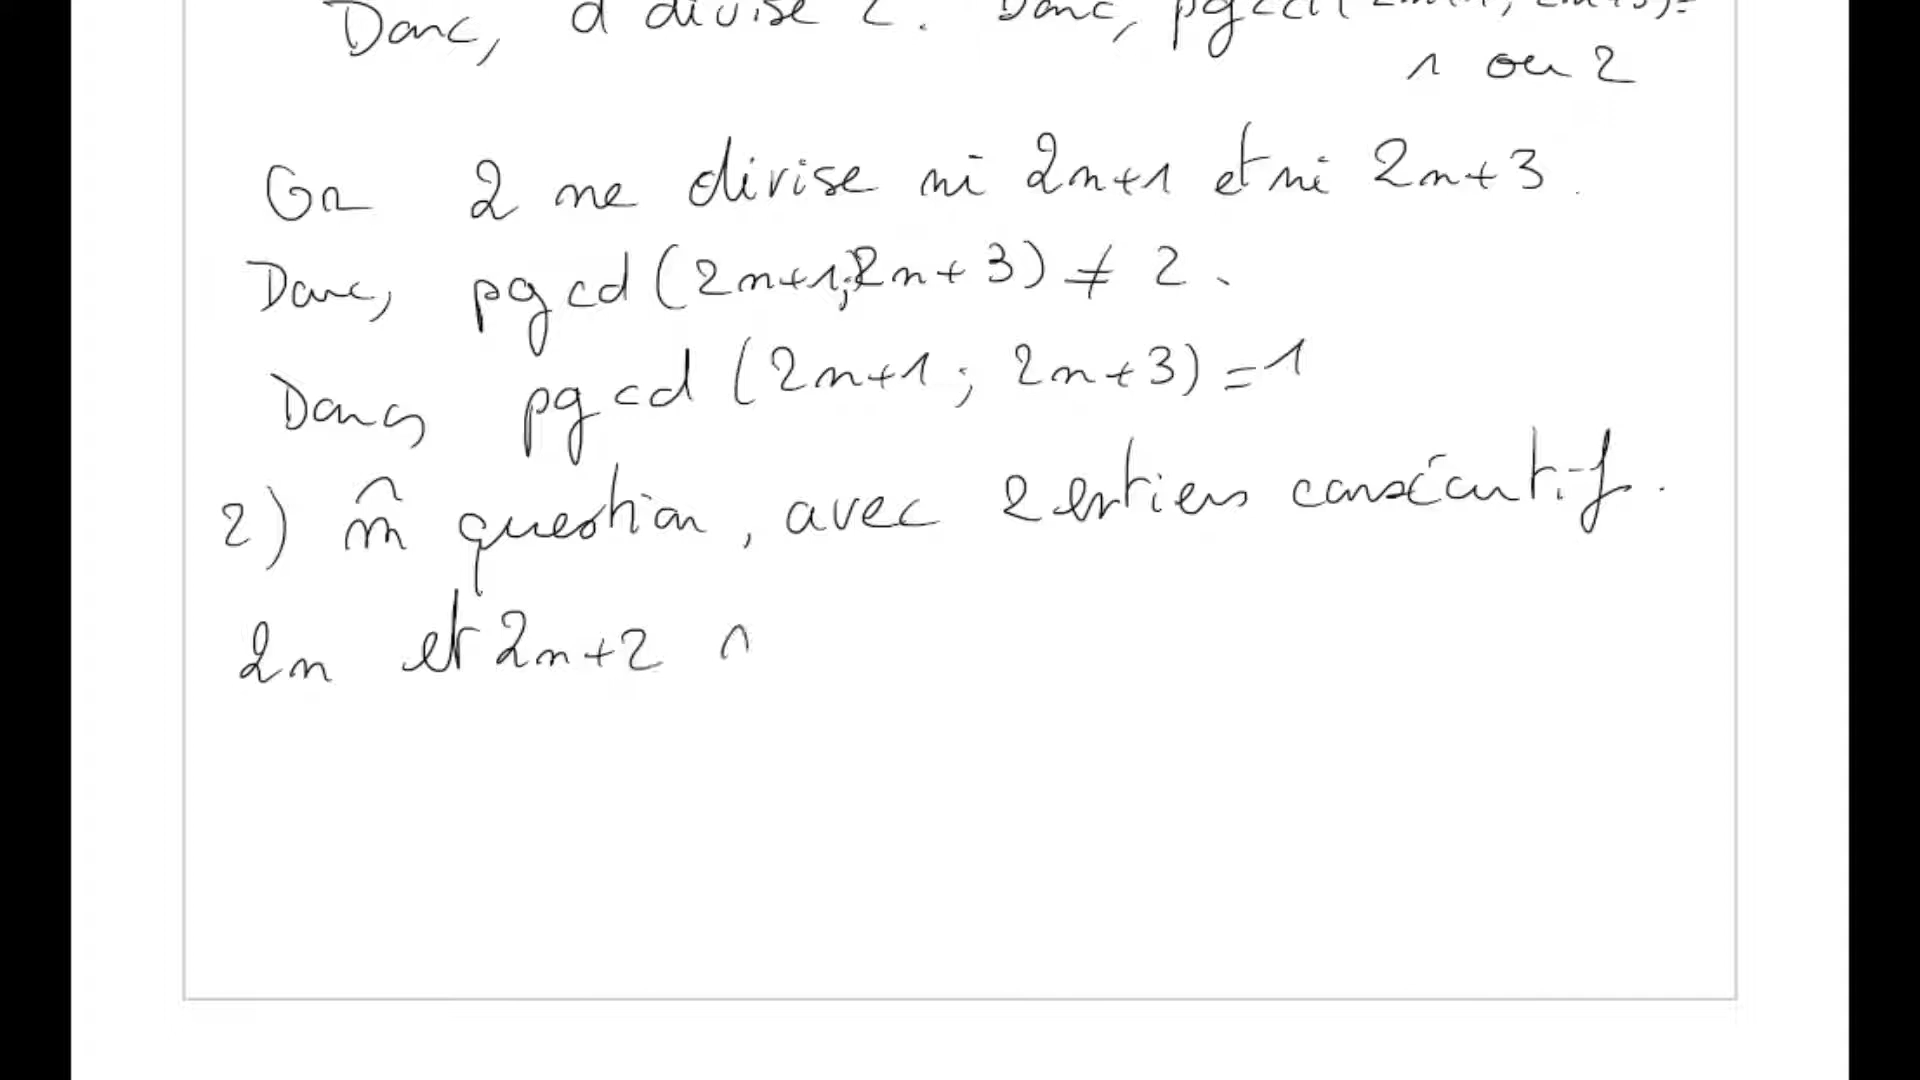 Donc, d divise 2. Donc, pgcd(2n+1; 2n+3)=
1 ou 2
Or 2 ne divise ni 2n+1 et ni 2n+3.
Donc, pgcd(2n+1;2n+3) ≠ 2.
Donc, pgcd (2n+1; 2n+3) = 1
2) m̂ question, avec 2 entiers consécutifs.
2n et 2n+2